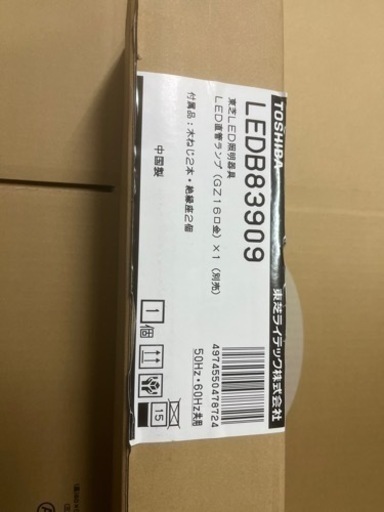 TOSHIBA
東芝ライテック株式会社
LEDB83909
東芝LED照明器具
LED直管ランプ（GZ16口金）×1（別売）
付属品：木ねじ2本・絶縁座2個
中国製
1個
15
4974550478724
50Hz・60Hz共用